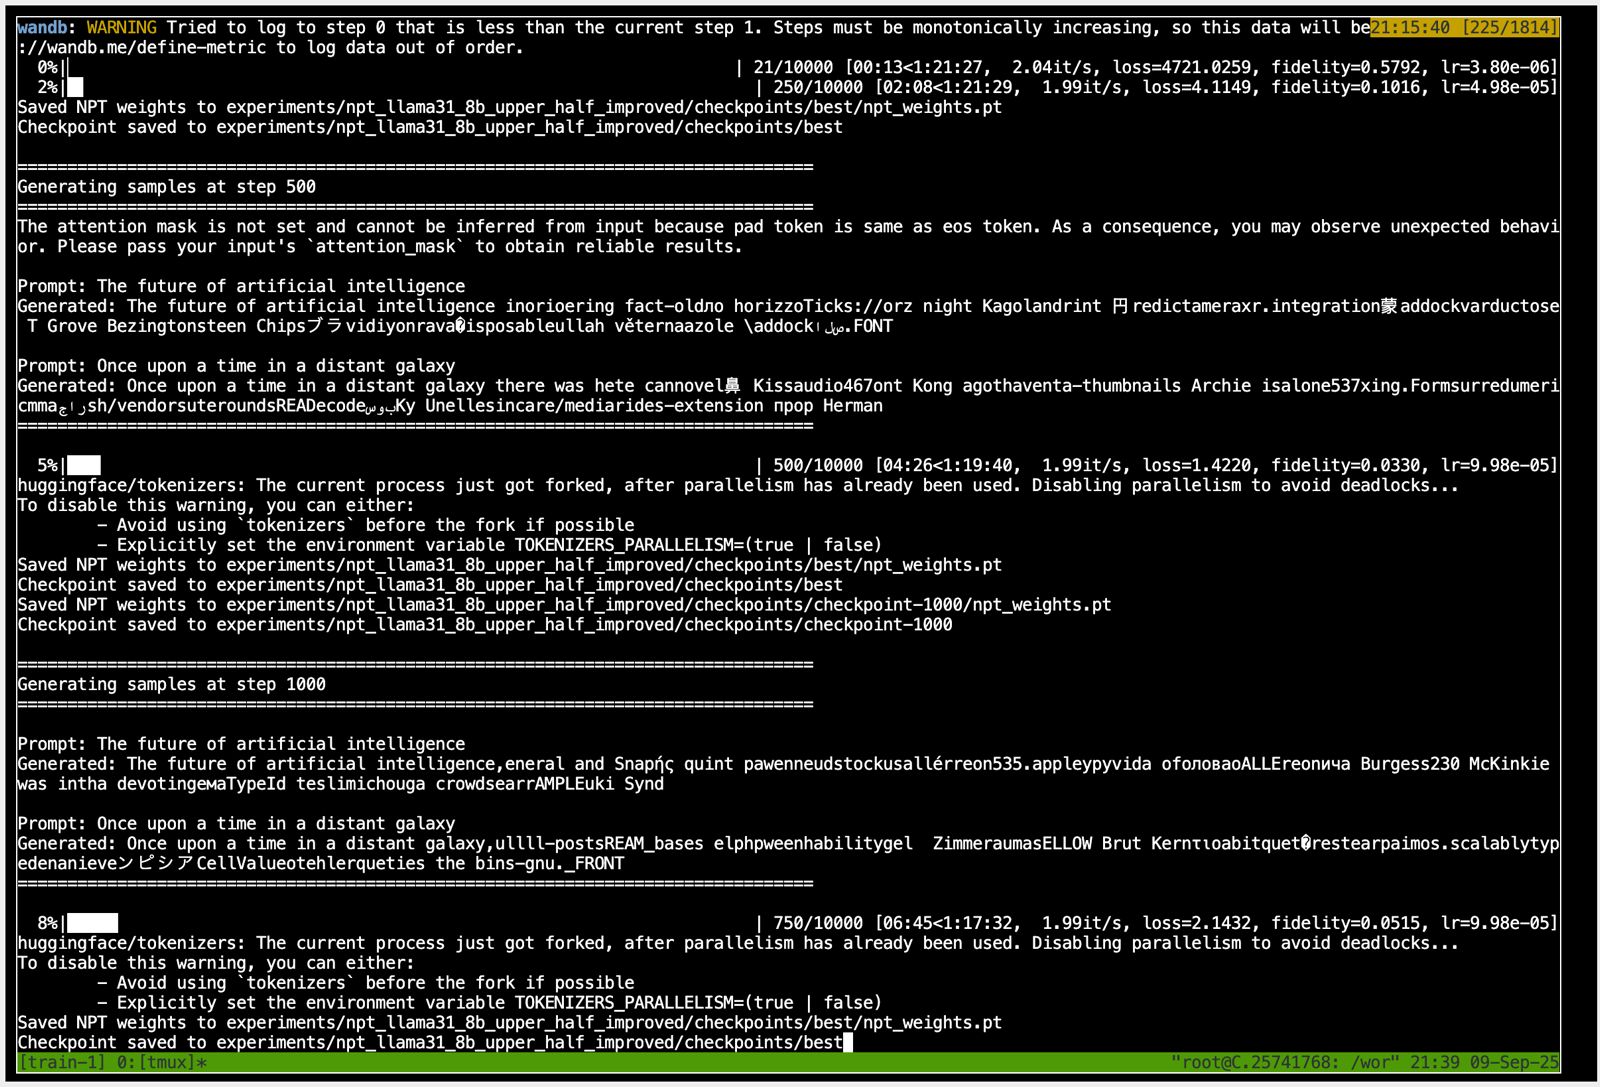 wandb: WARNING Tried to log to step 0 that is less than the current step 1. Steps must be monotonically increasing, so this data will be21:15:40 [225/1814]
://wandb.me/define-metric to log data out of order.
0%| | 21/10000 [00:13<1:21:27, 2.04it/s, loss=4721.0259, fidelity=0.5792, lr=3.80e-06]
2%| | 250/10000 [02:08<1:21:29, 1.99it/s, loss=4.1149, fidelity=0.1016, lr=4.98e-05]
Saved NPT weights to experiments/npt_llama31_8b_upper_half_improved/checkpoints/best/npt_weights.pt
Checkpoint saved to experiments/npt_llama31_8b_upper_half_improved/checkpoints/best
================================================================================
Generating samples at step 500
================================================================================
The attention mask is not set and cannot be inferred from input because pad token is same as eos token. As a consequence, you may observe unexpected behavi
or. Please pass your input's `attention_mask` to obtain reliable results.
Prompt: The future of artificial intelligence
Generated: The future of artificial intelligence inorioering fact-oldло horizzoTicks://orz night Kagolandrint 円redictameraxr.integration蒙addockvarductose
T Grove Bezingtonsteen Chipsブラvidiyonrava�isposableullah věternaazole \addockصلا.FONT
Prompt: Once upon a time in a distant galaxy
Generated: Once upon a time in a distant galaxy there was hete cannovel鼻 Kissaudio467ont Kong agothaventa-thumbnails Archie isalone537xing.Formsurredumeri
cmmaراجsh/vendorsuteroundsREADecodeبوسKy Unellesincare/mediarides-extension прор Herman
================================================================================
5%| | 500/10000 [04:26<1:19:40, 1.99it/s, loss=1.4220, fidelity=0.0330, lr=9.98e-05]
huggingface/tokenizers: The current process just got forked, after parallelism has already been used. Disabling parallelism to avoid deadlocks...
To disable this warning, you can either:
- Avoid using `tokenizers` before the fork if possible
- Explicitly set the environment variable TOKENIZERS_PARALLELISM=(true | false)
Saved NPT weights to experiments/npt_llama31_8b_upper_half_improved/checkpoints/best/npt_weights.pt
Checkpoint saved to experiments/npt_llama31_8b_upper_half_improved/checkpoints/best
Saved NPT weights to experiments/npt_llama31_8b_upper_half_improved/checkpoints/checkpoint-1000/npt_weights.pt
Checkpoint saved to experiments/npt_llama31_8b_upper_half_improved/checkpoints/checkpoint-1000
================================================================================
Generating samples at step 1000
================================================================================
Prompt: The future of artificial intelligence
Generated: The future of artificial intelligence,eneral and Snapής quint pawenneudstockusallérreon535.appleypyvida ofоловаоALLEreonича Burgess230 McKinkie
was intha devotingемаTypeId teslimichouga crowdsearrAMPLEuki Synd
Prompt: Once upon a time in a distant galaxy
Generated: Once upon a time in a distant galaxy,ullll-postsREAM_bases elphpweenhabilitygel  ZimmeraumasELLOW Brut Kernτιοabitquet�restearpaimos.scalablytyp
edenanieveンピシアCellValueotehlerqueties the bins-gnu._FRONT
================================================================================
8%| | 750/10000 [06:45<1:17:32, 1.99it/s, loss=2.1432, fidelity=0.0515, lr=9.98e-05]
huggingface/tokenizers: The current process just got forked, after parallelism has already been used. Disabling parallelism to avoid deadlocks...
To disable this warning, you can either:
- Avoid using `tokenizers` before the fork if possible
- Explicitly set the environment variable TOKENIZERS_PARALLELISM=(true | false)
Saved NPT weights to experiments/npt_llama31_8b_upper_half_improved/checkpoints/best/npt_weights.pt
Checkpoint saved to experiments/npt_llama31_8b_upper_half_improved/checkpoints/best
[train-1] 0:[tmux]* "root@C.25741768: /wor" 21:39 09-Sep-25